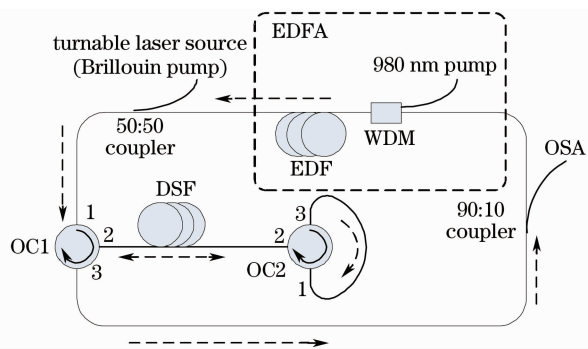 EDFA
turnable laser source
(Brillouin pump)
980 nm pump
50:50
coupler
WDM
EDF
OSA
DSF
90:10
coupler
1
2
3
OC1
3
2
OC2
1